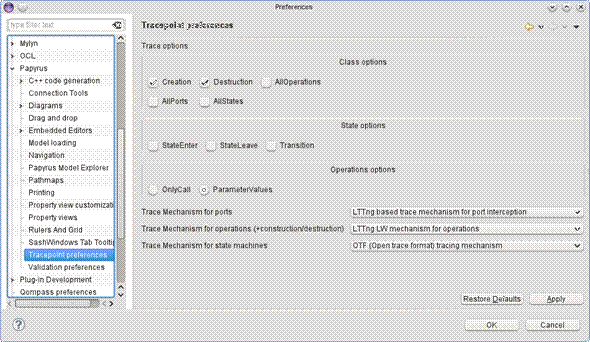 Preferences
type filter text
Tracepoint preferences
Mylyn
OCL
Papyrus
C++ code generation
Connection Tools
Diagrams
Drag and drop
Embedded Editors
Model loading
Navigation
Papyrus Model Explorer
Pathmaps
Printing
Property view customizati
Property views
Rulers And Grid
SashWindows Tab Tooltip
Tracepoint preferences
Validation preferences
Plug-in Development
Qompass preferences
Trace options
Class options
Creation Destruction AllOperations
AllPorts AllStates
State options
StateEnter StateLeave Transition
Operations options
OnlyCall ParameterValues
Trace Mechanism for ports LTTng based trace mechanism for port interception
Trace Mechanism for operations (+construction/destruction) LTTng LW mechanism for operations
Trace Mechanism for state machines OTF (Open trace format) tracing mechanism
Restore Defaults Apply
OK Cancel